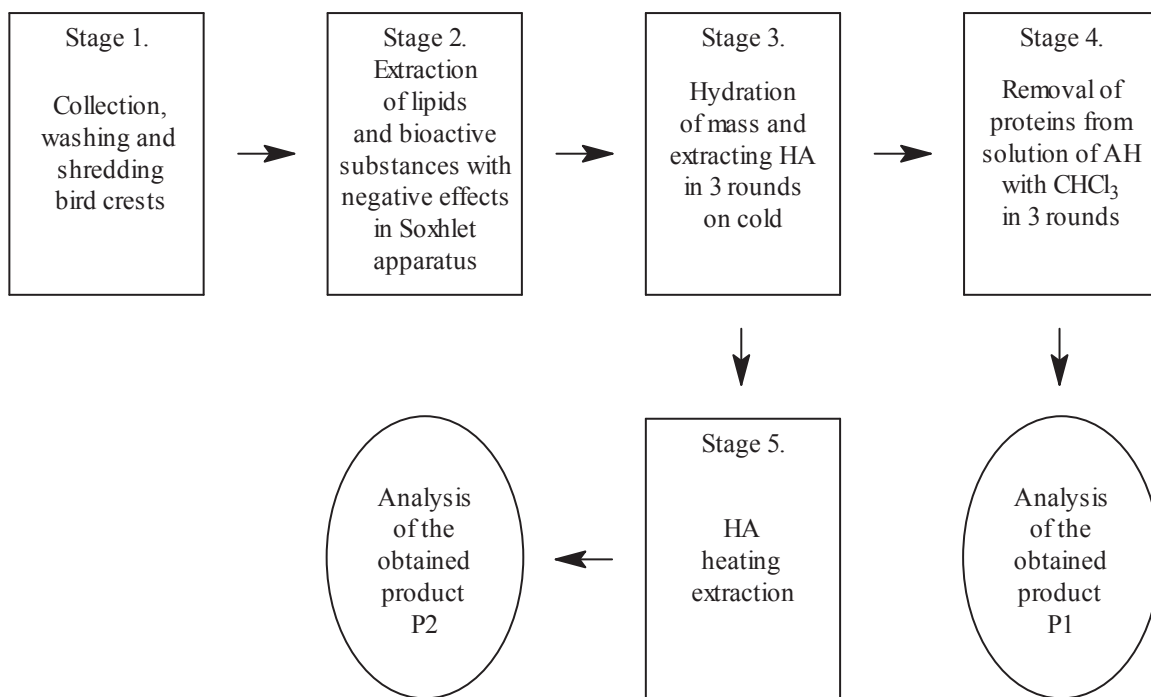 Stage 1.
Collection,
washing and
shredding
bird crests
Stage 2.
Extraction
of lipids
and bioactive
substances with
negative effects
in Soxhlet
apparatus
Stage 3.
Hydration
of mass and
extracting HA
in 3 rounds
on cold
Stage 4.
Removal of
proteins from
solution of AH
with CHCl₃
in 3 rounds
Analysis
of the
obtained
product
P2
Stage 5.
HA
heating
extraction
Analysis
of the
obtained
product
P1